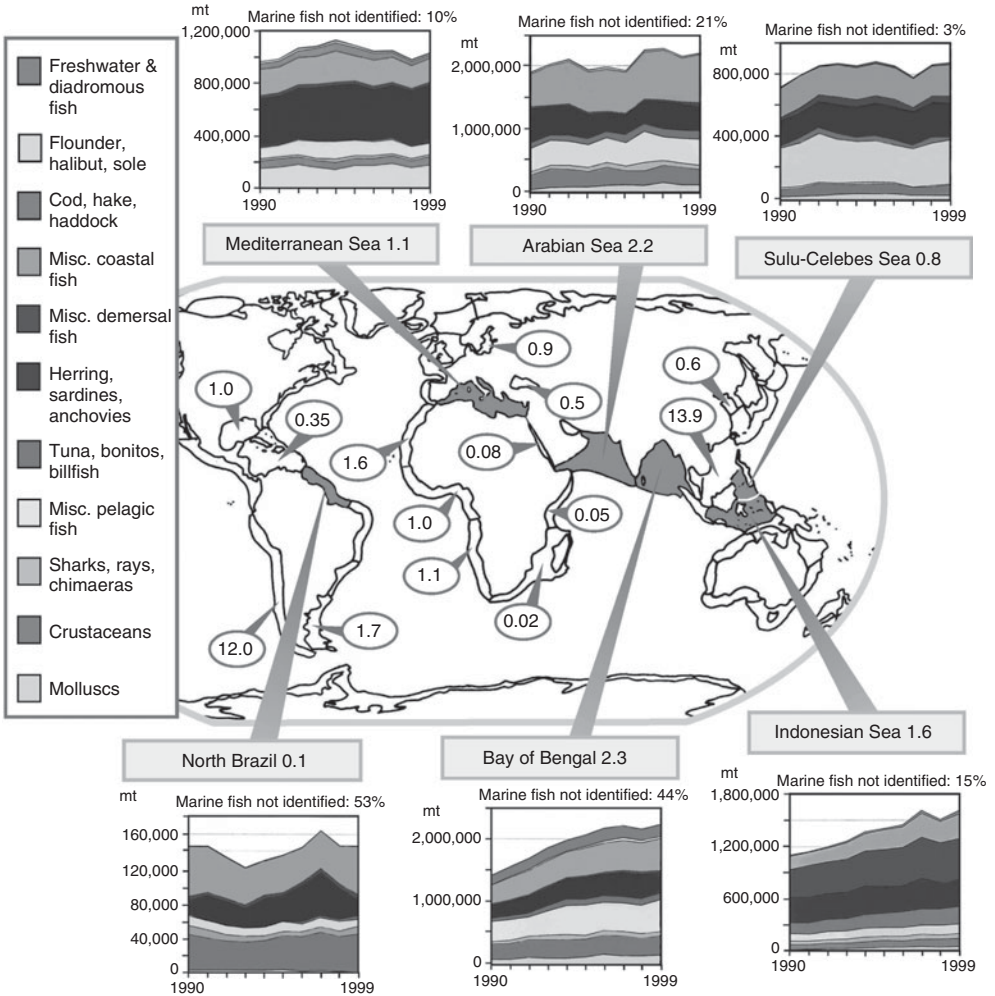 mt
Marine fish not identified: 10%
1,200,000
800,000
400,000
0
1990
1999
mt
Marine fish not identified: 21%
2,000,000
1,000,000
0
1990
1999
mt
Marine fish not identified: 3%
800,000
400,000
0
1990
1999
Freshwater &
diadromous
fish
Flounder,
halibut, sole
Cod, hake,
haddock
Misc. coastal
fish
Misc. demersal
fish
Herring,
sardines,
anchovies
Tuna, bonitos,
billfish
Misc. pelagic
fish
Sharks, rays,
chimaeras
Crustaceans
Molluscs
Mediterranean Sea 1.1
Arabian Sea 2.2
Sulu-Celebes Sea 0.8
0.9
0.6
1.0
0.5
0.35
13.9
1.6
0.08
1.0
0.05
1.1
0.02
1.7
12.0
North Brazil 0.1
Bay of Bengal 2.3
Indonesian Sea 1.6
mt
Marine fish not identified: 53%
160,000
120,000
80,000
40,000
0
1990
1999
mt
Marine fish not identified: 44%
2,000,000
1,000,000
0
1990
1999
mt
Marine fish not identified: 15%
1,800,000
1,200,000
600,000
0
1990
1999